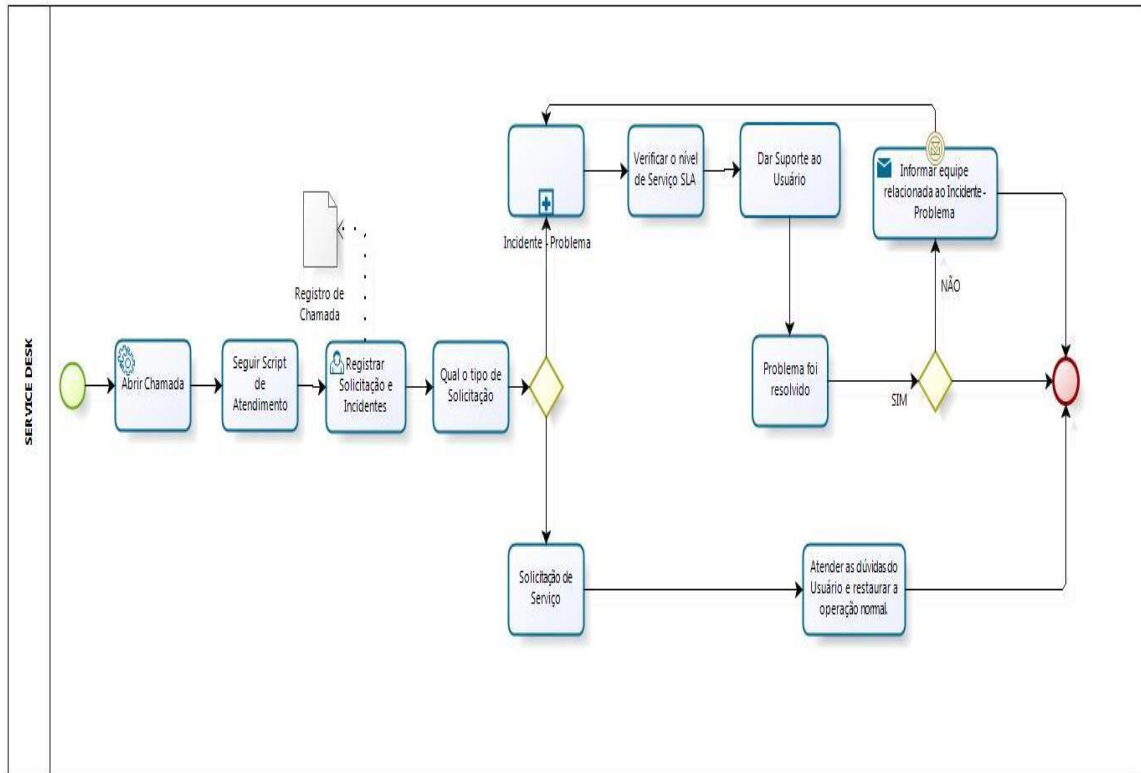 SERVICE DESK
Abrir Chamada
Seguir Script
de
Atendimento
Registro de
Chamada
Registrar
Solicitação e
Incidentes
Qual o tipo de
Solicitação
Incidente - Problema
Verificar o nível
de Serviço SLA
Dar Suporte ao
Usuário
Problema foi
resolvido
SIM
NÃO
Informar equipe
relacionada ao Incidente -
Problema
Solicitação de
Serviço
Atender as dúvidas do
Usuário e restaurar a
operação normal.